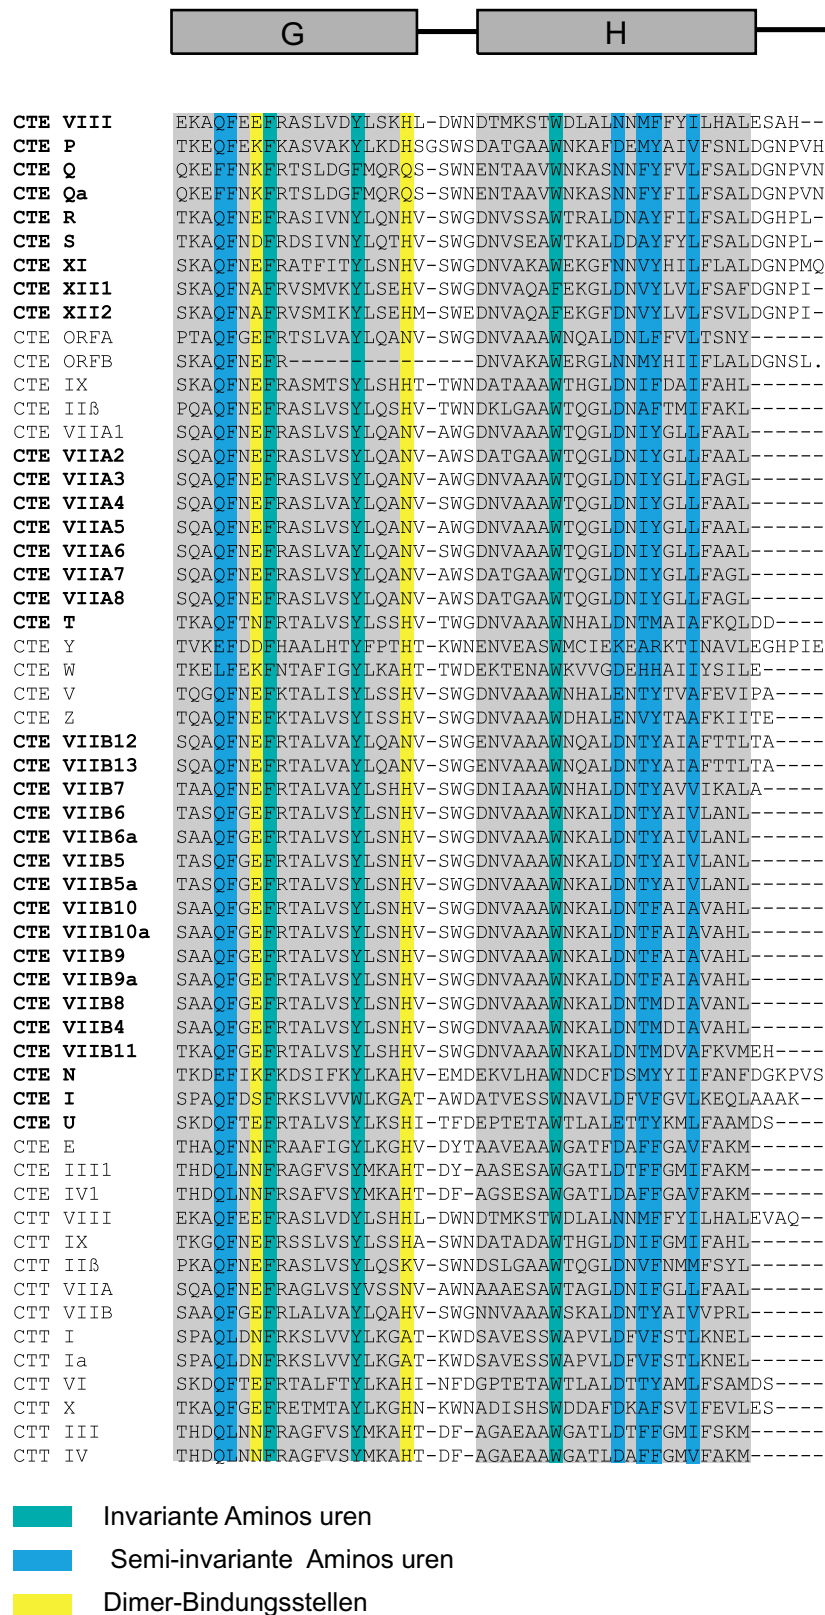 G H
CTE VIII EKAQFEEFRASLVDYLSKHL-DWNDTMKSTWDLALNNMFFYILHALESAH--
CTE P TKEQFEKFKASVAKYLKDHSGSWSDATGAAWNKAFDEMYAIVFSNLDGNPVH
CTE Q QKEFFNKFRTSLDGFMQRQS-SWNENTAAVWNKASNNFYVLFSALDGNPVN
CTE Qa QKEFFNKFRTSLDGFMQRQS-SWNENTAAVWNKASNNFYFILFSALDGNPVN
CTE R TKAQFNEFRASIVNYLQNHV-SWGDNVSSAWTRALDNAYFILFSALDGHPL-
CTE S TKAQFNDFRDSIVNYLQTHV-SWGDNVSEAWTKALDDAYFYLFSALDGNPL-
CTE XI SKAQFNEFRATFITYLSNHV-SWGDNVAKAWEKGFNNVYHILFLALDGNPMQ
CTE XII1 SKAQFNAFRVSMVKYLSEHV-SWGDNVAQAFEKGLDNVYLVLFSAFDGNPI-
CTE XII2 SKAQFNAFRVSMIKYLSEHM-SWEDNVAQAFEKGFDNVYLVLFSVLDGNPI-
CTE ORFA PTAQFGEFRTSLVAYLQANV-SWGDNVAAAWNQALDNLFFVLTSNY------
CTE ORFB SKAQFNEFR----------------DNVAKAWERGLNNMYHIIFLALDGNSL.
CTE IX SKAQFNEFRASMTSYLSHHT-TWNDATAAAWTHGLDNIFDAIFAHL------
CTE IIß PQAQFNEFRASLVSYLQSHV-TWNDKLGAAWTQGLDNAFTMIFAKL------
CTE VIIA1 SQAQFNEFRASLVSYLQANV-AWGDNVAAAWTQGLDNIYGLLFAAL------
CTE VIIA2 SQAQFNEFRASLVSYLQANV-AWSDATGAAWTQGLDNIYGLLFAAL------
CTE VIIA3 SQAQFNEFRASLVSYLQANV-AWGDNVAAAWTQGLDNIYGLLFAGL------
CTE VIIA4 SQAQFNEFRASLVAYLQANV-SWGDNVAAAWTQGLDNIYGLLFAAL------
CTE VIIA5 SQAQFNEFRASLVAYLQANV-AWGDNVAAAWTQGLDNIYGLLFAAL------
CTE VIIA6 SQAQFNEFRASLVAYLQANV-SWGDNVAAAWTQGLDNIYGLLFAAL------
CTE VIIA7 SQAQFNEFRASLVSYLQANV-AWSDATGAAWTQGLDNIYGLLFAGL------
CTE VIIA8 SQAQFNEFRASLVSYLQANV-AWSDATGAAWTQGLDNIYGLLFAGL------
CTE T TKAQFTNFRTALVSYLSSHV-TWGDNVAAAWNHALDNTMAIAFKQLDD----
CTE Y TVKEFDDFHAALHTYFPTHT-KWNENVEASWMCIEKEARKTINAVLEGHPIE
CTE W TKELFEKFNTAFIGYLKAHT-TWDEKTENAWKVVGDEHHAIIYSILE-----
CTE V TQGQFNEFKTALISYLSSHV-SWGDNVAAAWNHALENTYTVAFEVIPA----
CTE Z TQAQFNEFKTALVSYISSHV-SWGDNVAAAWDHALENVYTAAFKIITE----
CTE VIIB12 SQAQFNEFRTALVAYLQANV-SWGENVAAAWNQALDNTYAIAFTTLTA----
CTE VIIB13 SQAQFNEFRTALVAYLQANV-SWGENVAAAWNQALDNTYAIAFTTLTA----
CTE VIIB7 TAAQFNEFRTALVAYLSHHV-SWGDNIAAAWNHALDNTYAVVIKALA-----
CTE VIIB6 TASQFGEFRTALVSYLSNHV-SWGDNVAAAWNKALDNTYAIVLANL------
CTE VIIB6a SAAQFGEFRTALVSYLSNHV-SWGDNVAAAWNKALDNTYAIVLANL------
CTE VIIB5 TASQFGEFRTALVSYLSNHV-SWGDNVAAAWNKALDNTYAIVLANL------
CTE VIIB5a TASQFGEFRTALVSYLSNHV-SWGDNVAAAWNKALDNTYAIVLANL------
CTE VIIB10 SAAQFGEFRTALVSYLSNHV-SWGDNVAAAWNKALDNTFAIAVAHL------
CTE VIIB10a SAAQFGEFRTALVSYLSNHV-SWGDNVAAAWNKALDNTFAIAVAHL------
CTE VIIB9 SAAQFGEFRTALVSYLSNHV-SWGDNVAAAWNKALDNTFAIAVAHL------
CTE VIIB9a SAAQFGEFRTALVSYLSNHV-SWGDNVAAAWNKALDNTFAIAVAHL------
CTE VIIB8 SAAQFGEFRTALVSYLSNHV-SWGDNVAAAWNKALDNTMDIAVANL------
CTE VIIB4 SAAQFGEFRTALVSYLSNHV-SWGDNVAAAWNKALDNTMDIAVAHL------
CTE VIIB11 TKAQFGEFRTALVSYLSHHV-SWGDNVAAAWNKALDNTMDVAFKVMEH----
CTE N TKDEFIKFKDSIFKYLKAHV-EMDEKVLHAWNDCFDSMYYIIFANFDGKPVS
CTE I SPAQFDSFRKSLVVWLKGAT-AWDATVESSWNAVLDFVFGVLKEQLAAAK--
CTE U SKDQFTEFRTALVSYLKSHI-TFDEPTETAWTLALETTYKMLFAAMDS----
CTE E THAQFNNFRAAFIGYLKGHV-DYTAAVEAAWGATFDAFFGAVFAKM------
CTE III1 THDQLNNFRAGFVSYMKAHT-DY-AASESAWGATLDTFFGMIFAKM------
CTE IV1 THDQLNNFRSAFVSYMKAHT-DF-AGSESAWGATLDAFFGAVFAKM------
CTT VIII EKAQFEEFRASLVDYLSHHL-DWNDTMKSTWDLALNNMFFYILHALEVAQ--
CTT IX TKGQFNEFRSSLVSYLSSHA-SWNDATADAWTHGLDNIFGMIFAHL------
CTT IIß PKAQFNEFRASLVSYLQSKV-SWNDSLGAAWTQGLDNVFNMMFSYL------
CTT VIIA SQAQFNEFRAGLVSYVSSNV-AWNAAAESAWTAGLDNIFGLLFAAL------
CTT VIIB SAAQFGEFRLALVAYLQAHV-SWGNNVAAAWSKALDNTYAIVVPRL------
CTT I SPAQLDNFRKSLVVYLKGAT-KWDSAVESSWAPVLDFVFSTLKNEL------
CTT Ia SPAQLDNFRKSLVVYLKGAT-KWDSAVESSWAPVLDFVFSTLKNEL------
CTT VI SKDQFTEFRTALFTYLKAHI-NFDGPTETAWTLALDTTYAMLFSAMDS----
CTT X TKAQFGEFRETMTAYLKGHN-KWNADISHSWDDAFDKAFSVIFEVLES----
CTT III THDQLNNFRAGFVSYMKAHT-DF-AGAEAAWGATLDTFFGMIFSKM------
CTT IV THDQLNNFRAGFVSYMKAHT-DF-AGAEAAWGATLDAFFGMVFAKM------
Invariante Aminos uren
Semi-invariante Aminos uren
Dimer-Bindungsstellen